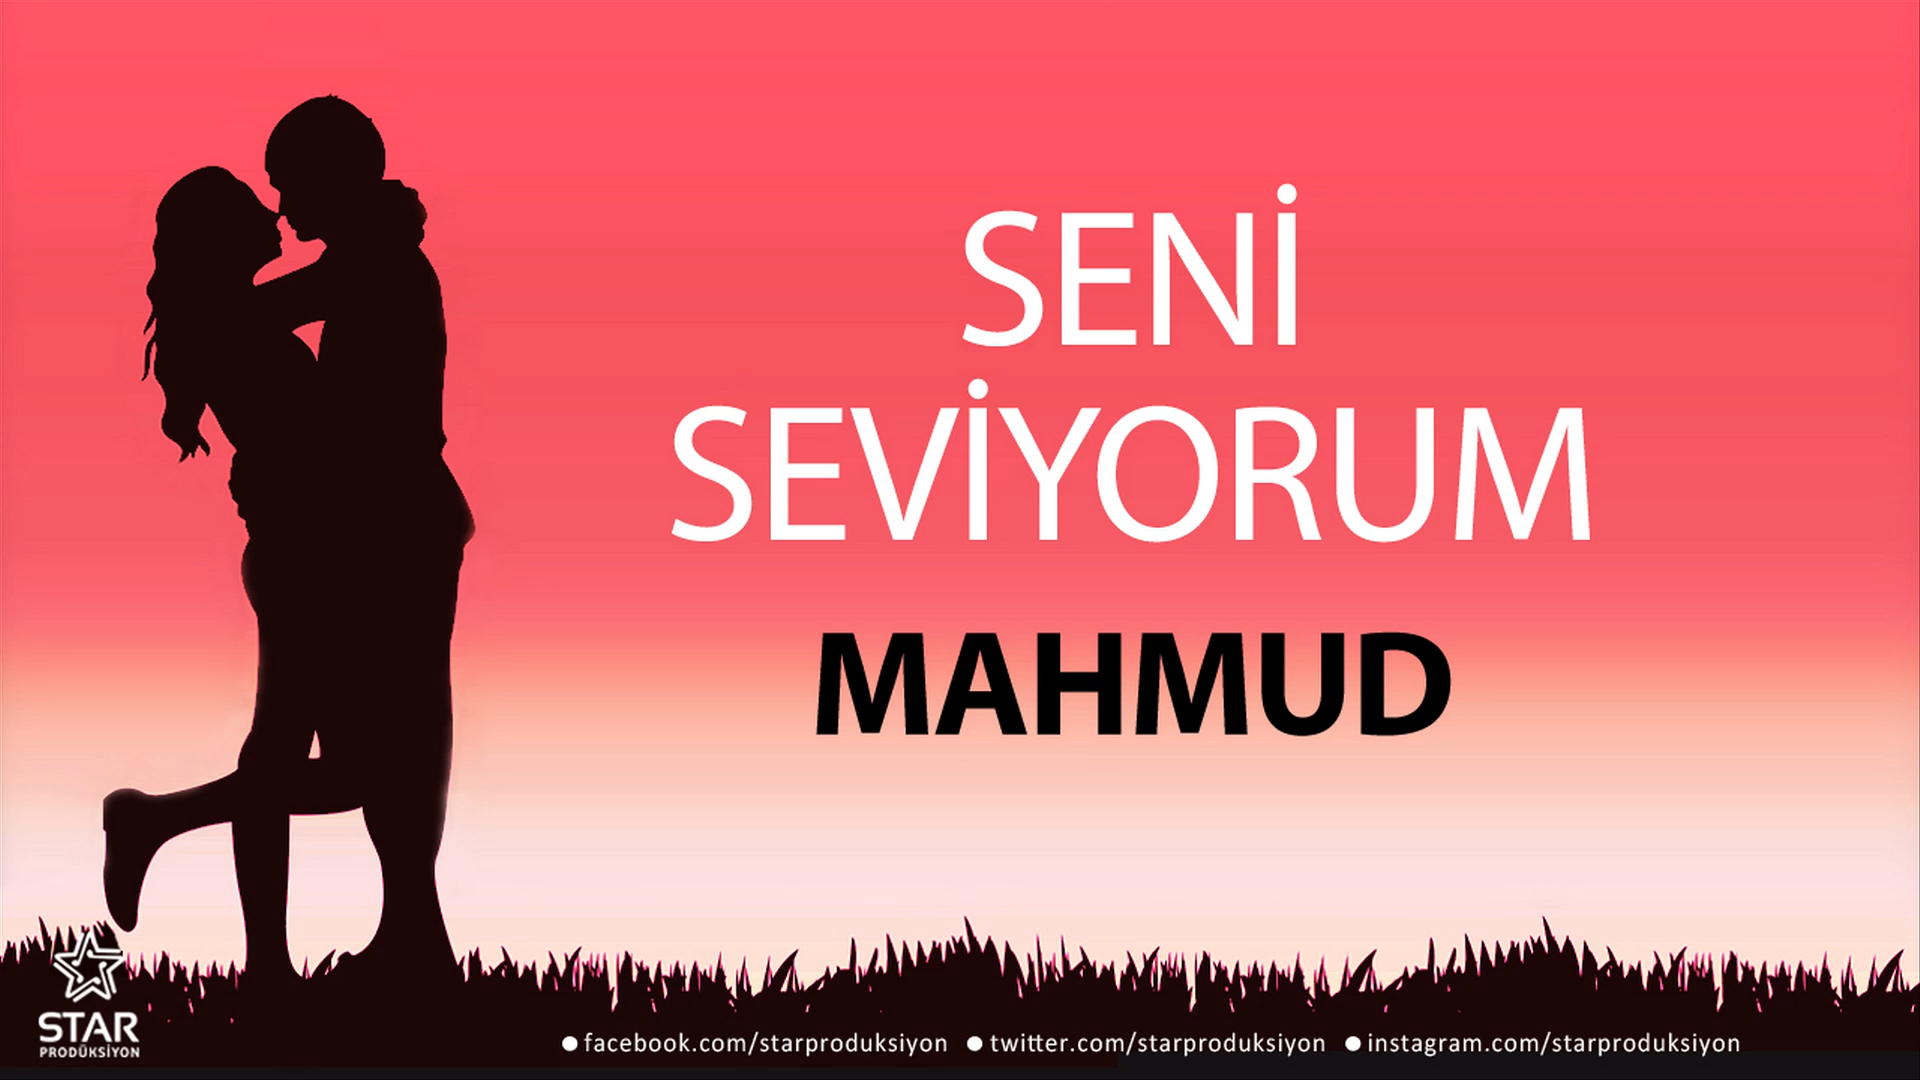 SENİ
SEVİYORUM
MAHMUD
STAR
PRODÜKSİYON
facebook.com/starproduksiyon twitter.com/starproduksiyon instagram.com/starproduksiyon